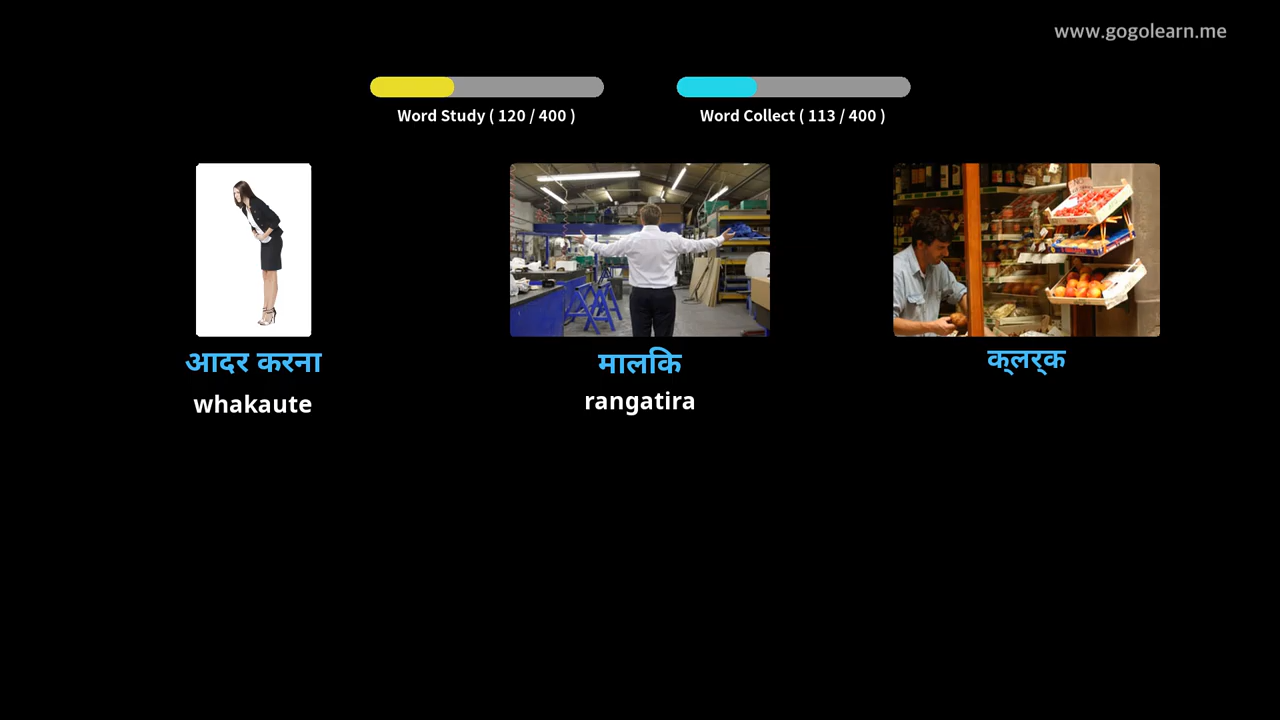 www.gogolearn.me
Word Study ( 120 / 400 )
Word Collect ( 113 / 400 )
आदर करना
मालकि
क्लर्क
whakaute
rangatira